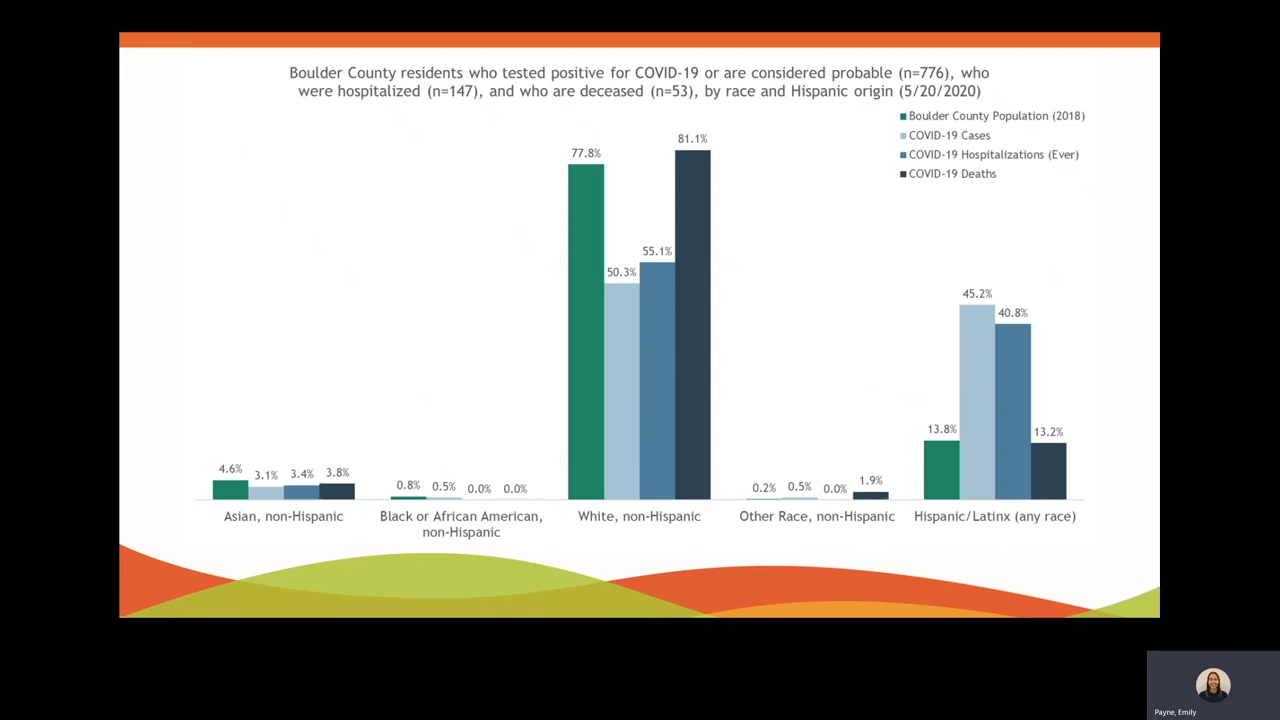 Boulder County residents who tested positive for COVID-19 or are considered probable (n=776), who
were hospitalized (n=147), and who are deceased (n=53), by race and Hispanic origin (5/20/2020)
Boulder County Population (2018)
COVID-19 Cases
COVID-19 Hospitalizations (Ever)
COVID-19 Deaths
4.6%
3.1%
3.4%
3.8%
0.8%
0.5%
0.0%
0.0%
77.8%
50.3%
55.1%
81.1%
0.2%
0.5%
0.0%
1.9%
13.8%
45.2%
40.8%
13.2%
Asian, non-Hispanic
Black or African American,
non-Hispanic
White, non-Hispanic
Other Race, non-Hispanic
Hispanic/Latinx (any race)
Payne, Emily